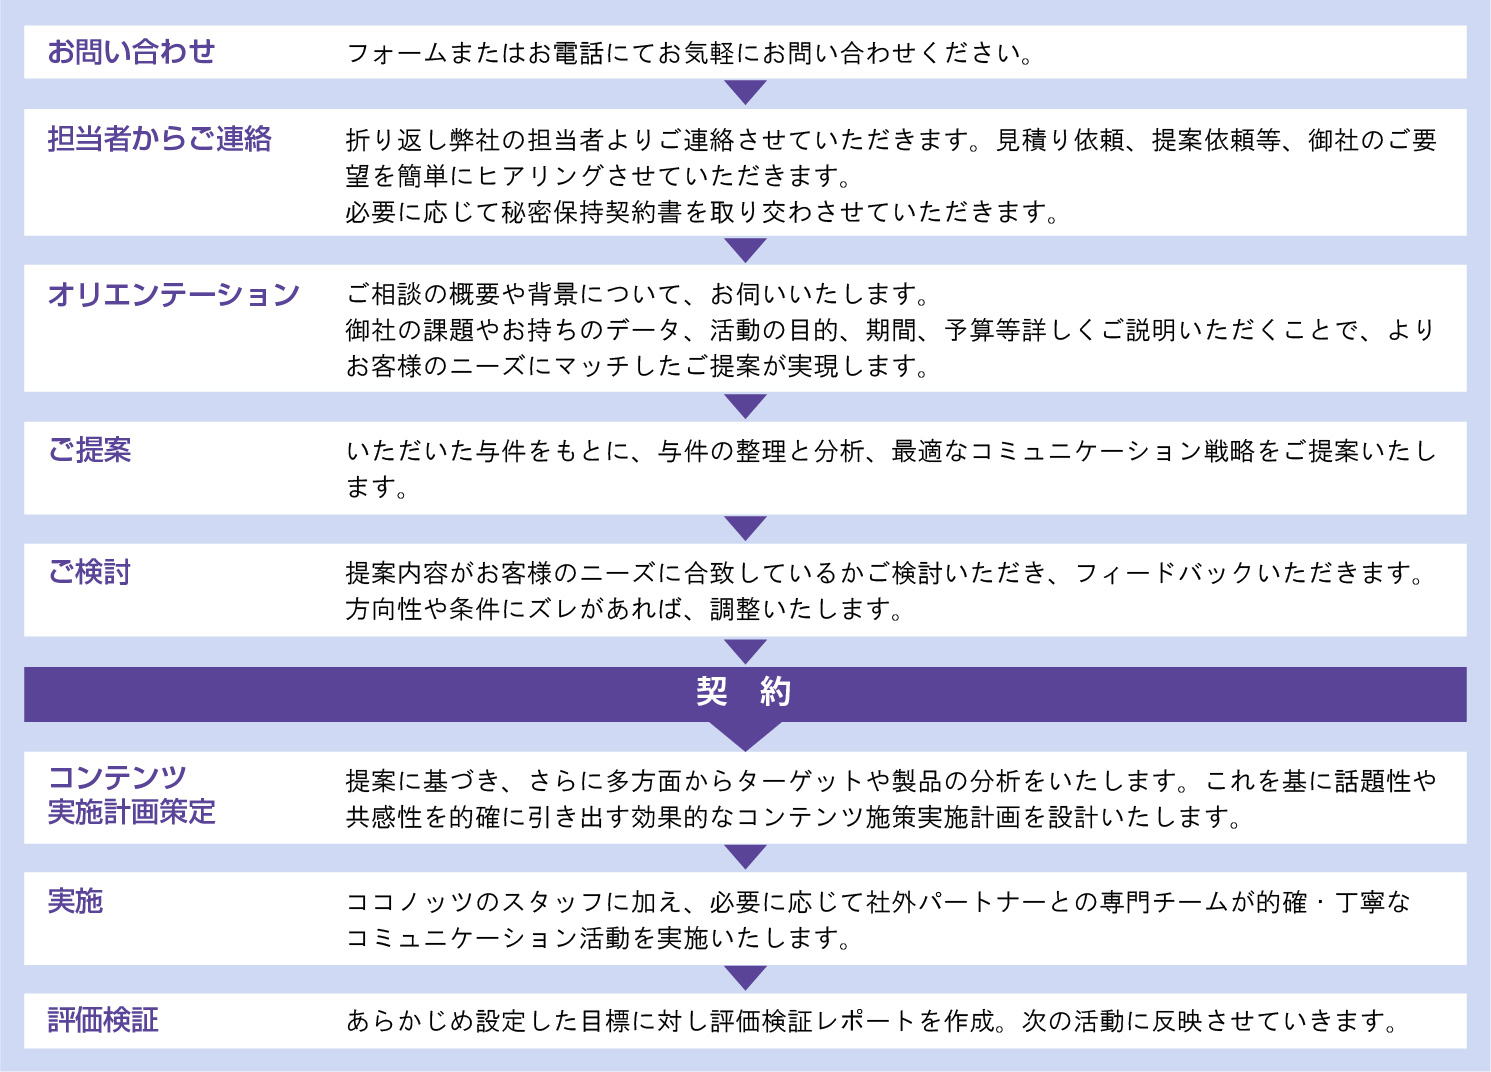 お問い合わせ
フォームまたはお電話にてお気軽にお問い合わせください。
担当者からご連絡
折り返し弊社の担当者よりご連絡させていただきます。見積り依頼、提案依頼等、御社のご要
望を簡単にヒアリングさせていただきます。
必要に応じて秘密保持契約書を取り交わさせていただきます。
オリエンテーション
ご相談の概要や背景について、お伺いいたします。
御社の課題やお持ちのデータ、活動の目的、期間、予算等詳しくご説明いただくことで、より
お客様のニーズにマッチしたご提案が実現します。
ご提案
いただいた与件をもとに、与件の整理と分析、最適なコミュニケーション戦略をご提案いたし
ます。
ご検討
提案内容がお客様のニーズに合致しているかご検討いただき、フィードバックいただきます。
方向性や条件にズレがあれば、調整いたします。
契　約
コンテンツ
実施計画策定
提案に基づき、さらに多方面からターゲットや製品の分析をいたします。これを基に話題性や
共感性を的確に引き出す効果的なコンテンツ施策実施計画を設計いたします。
実施
ココノッツのスタッフに加え、必要に応じて社外パートナーとの専門チームが的確・丁寧な
コミュニケーション活動を実施いたします。
評価検証
あらかじめ設定した目標に対し評価検証レポートを作成。次の活動に反映させていきます。